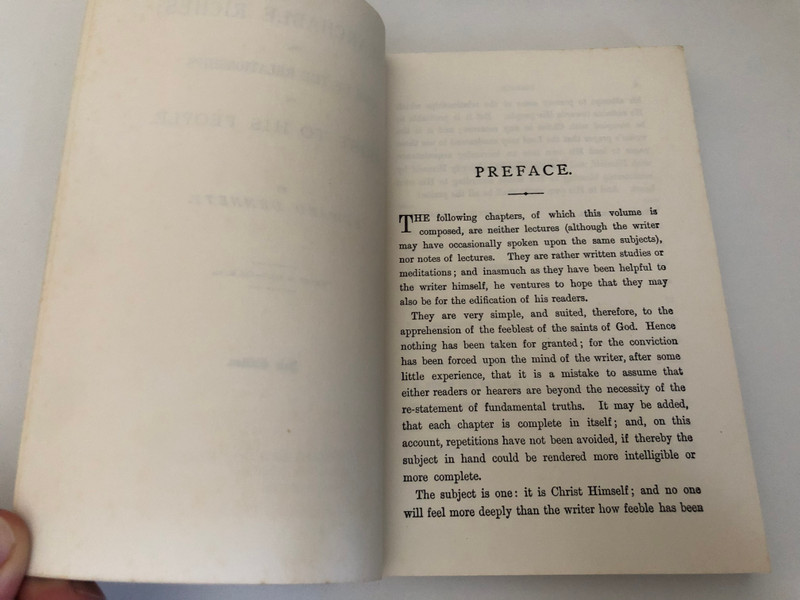 PREFACE.
THE following chapters, of which this volume is
composed, are neither lectures (although the writer
may have occasionally spoken upon the same subjects),
nor notes of lectures. They are rather written studies or
meditations; and inasmuch as they have been helpful to
the writer himself, he ventures to hope that they may
also be for the edification of his readers.
They are very simple, and suited, therefore, to the
apprehension of the feeblest of the saints of God. Hence
nothing has been taken for granted; for the conviction
has been forced upon the mind of the writer, after some
little experience, that it is a mistake to assume that
either readers or hearers are beyond the necessity of the
re-statement of fundamental truths. It may be added,
that each chapter is complete in itself; and, on this
account, repetitions have not been avoided, if thereby the
subject in hand could be rendered more intelligible or
more complete.
The subject is one: it is Christ Himself; and no one
will feel more deeply than the writer how feeble has been